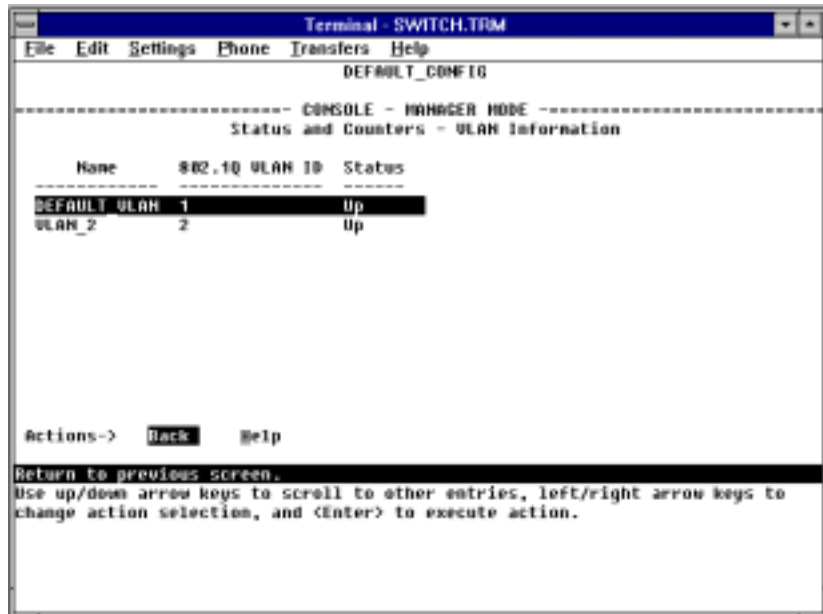 Terminal - SWITCH.TRM
File Edit Settings Phone Transfers Help
DEFAULT_CONFIG
---------------------------- CONSOLE - MANAGER MODE -----------------------------
Status and Counters - VLAN Information
Name 802.1Q VLAN ID Status
------------- --------------- ------
DEFAULT_VLAN 1 Up
VLAN_2 2 Up
Actions-> Back Help
Return to previous screen.
Use up/down arrow keys to scroll to other entries, left/right arrow keys to
change action selection, and <Enter> to execute action.